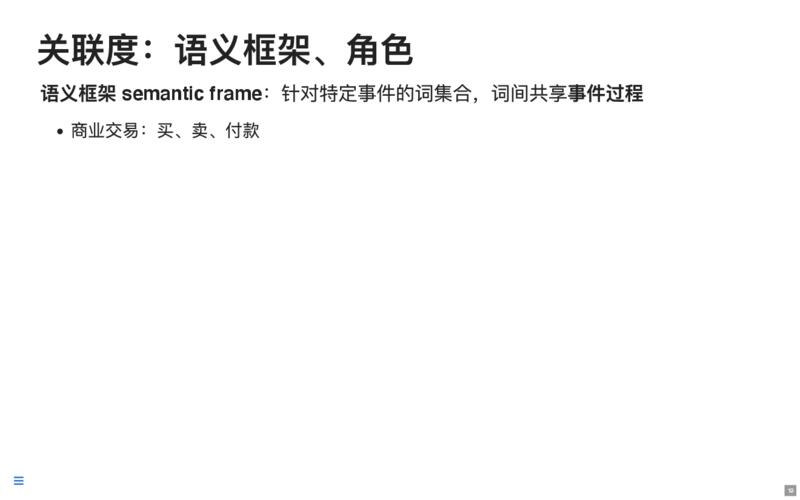 关联度：语义框架、角色
语义框架 semantic frame：针对特定事件的词集合，词间共享事件过程
• 商业交易：买、卖、付款